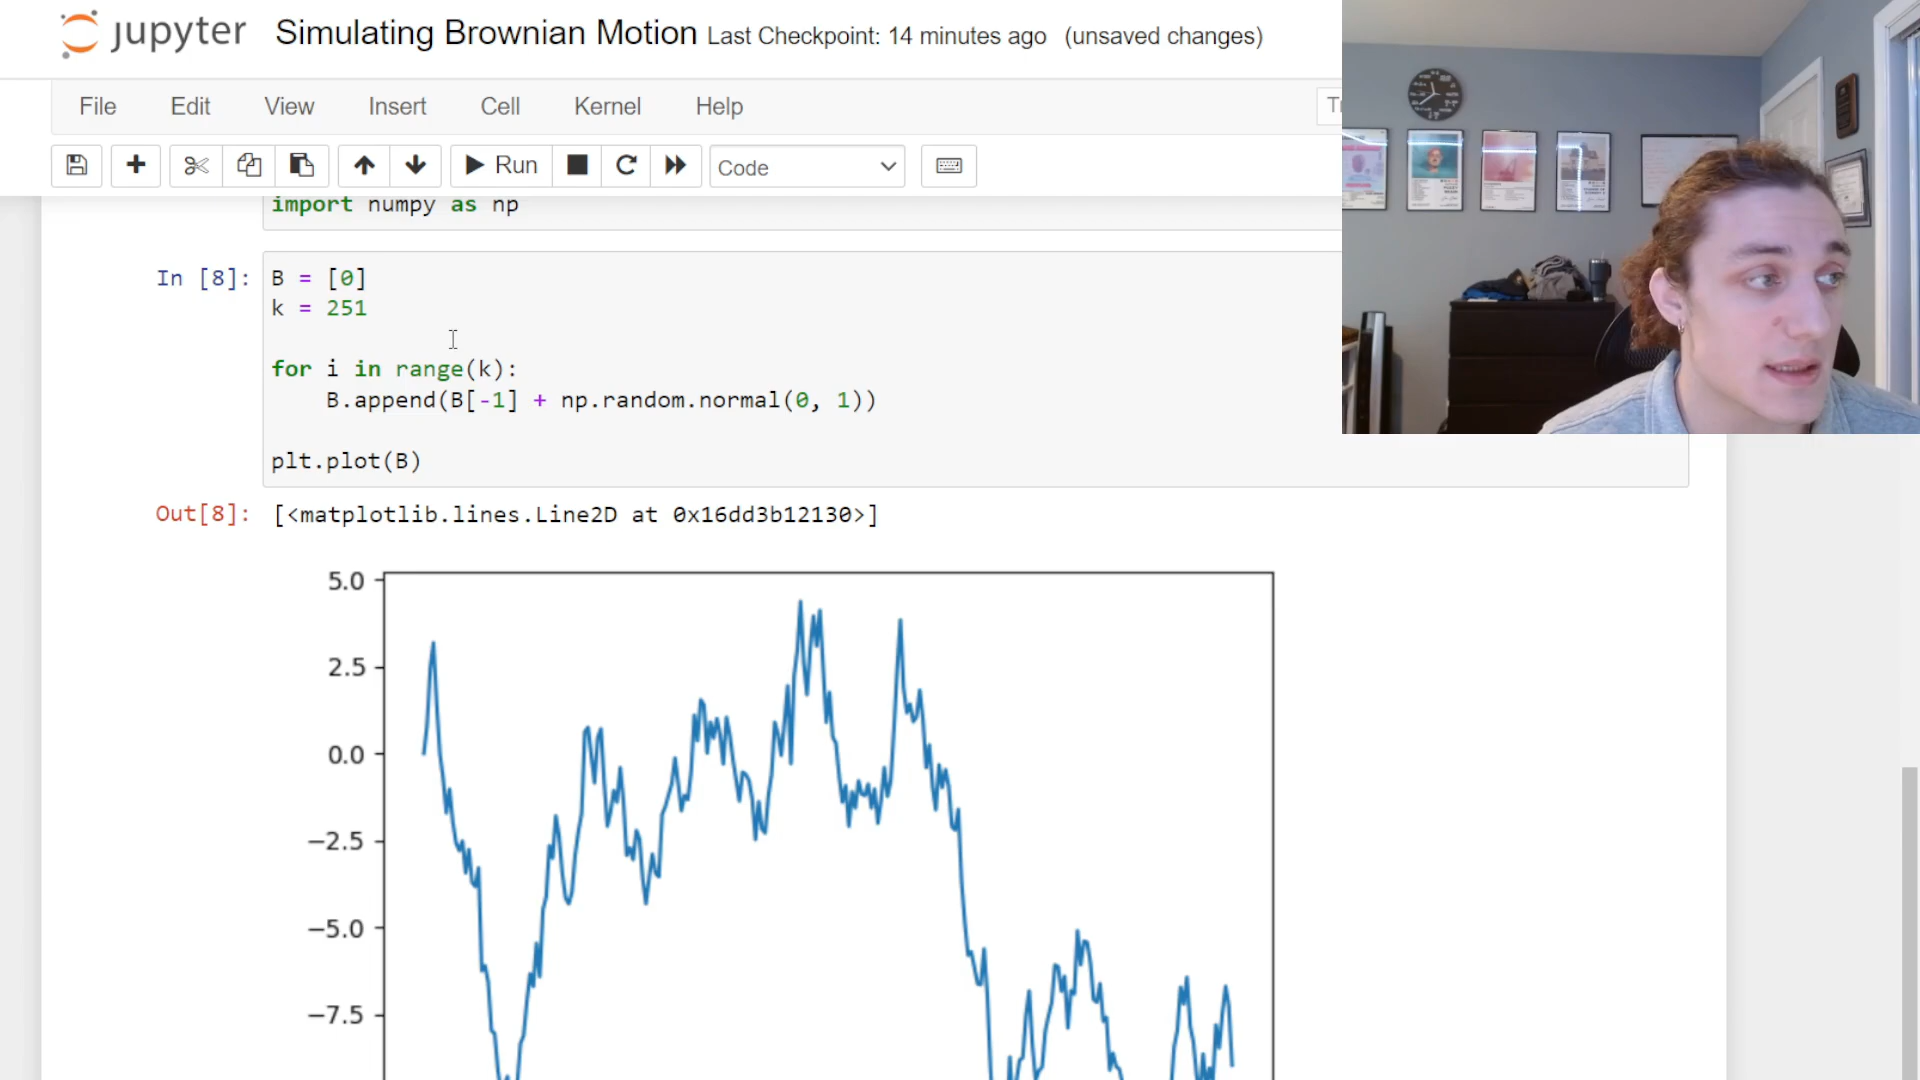 jupyter Simulating Brownian Motion Last Checkpoint: 14 minutes ago (unsaved changes)
File Edit View Insert Cell Kernel Help
Run Code
import numpy as np
In [8]: B = [0]
k = 251
for i in range(k):
B.append(B[-1] + np.random.normal(0, 1))
plt.plot(B)
Out[8]: [<matplotlib.lines.Line2D at 0x16dd3b12130>]
5.0
2.5
0.0
−2.5
−5.0
−7.5